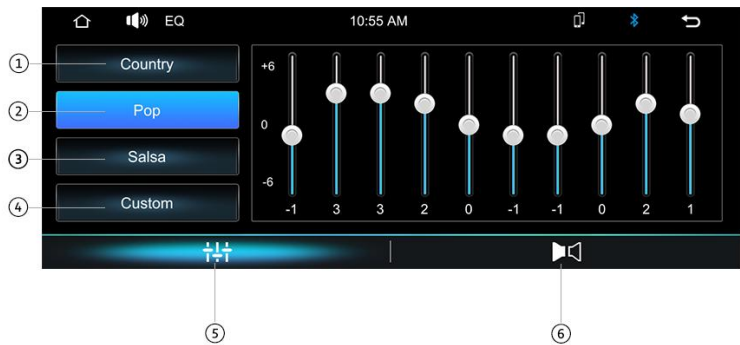 EQ 10:55 AM
① Country
② Pop
③ Salsa
④ Custom
+6
0
-6
-1 3 3 2 0 -1 -1 0 2 1
⑤ ⑥